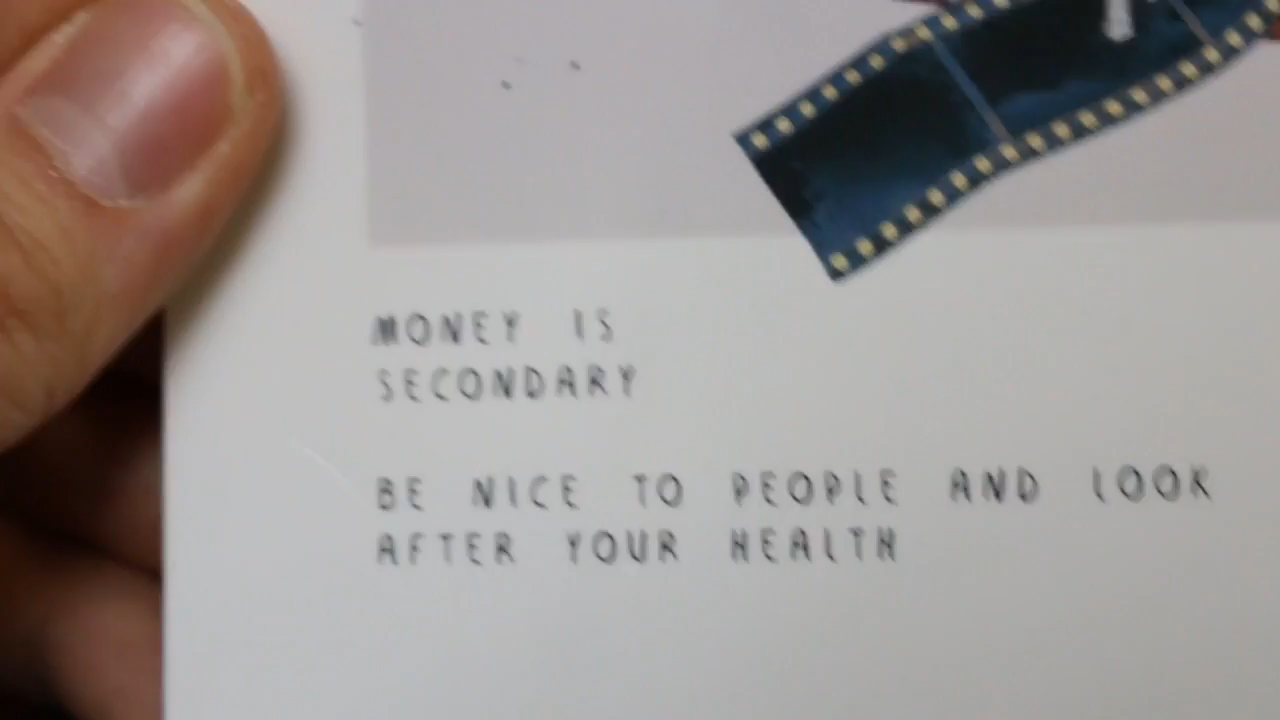 MONEY IS
SECONDARY
BE NICE TO PEOPLE AND LOOK
AFTER YOUR HEALTH